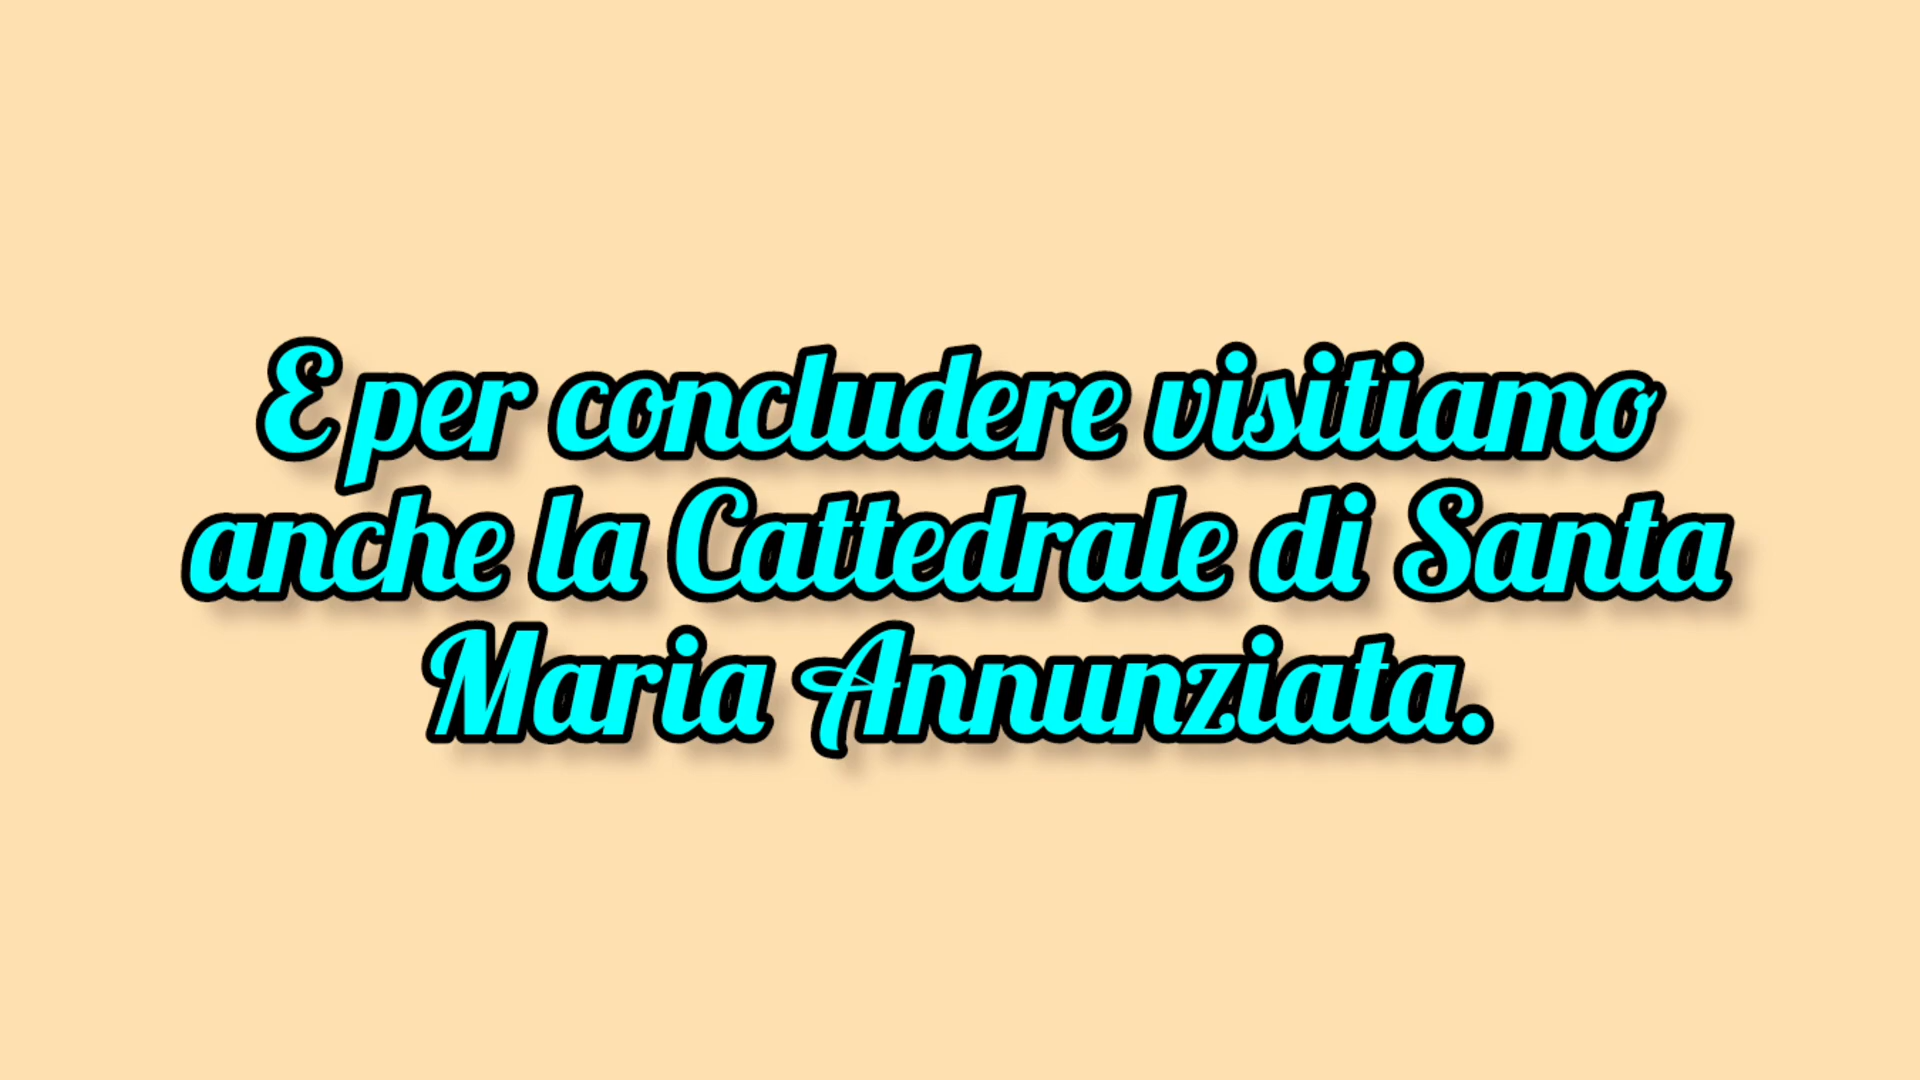 E per concludere visitiamo
anche la Cattedrale di Santa
Maria Annunziata.